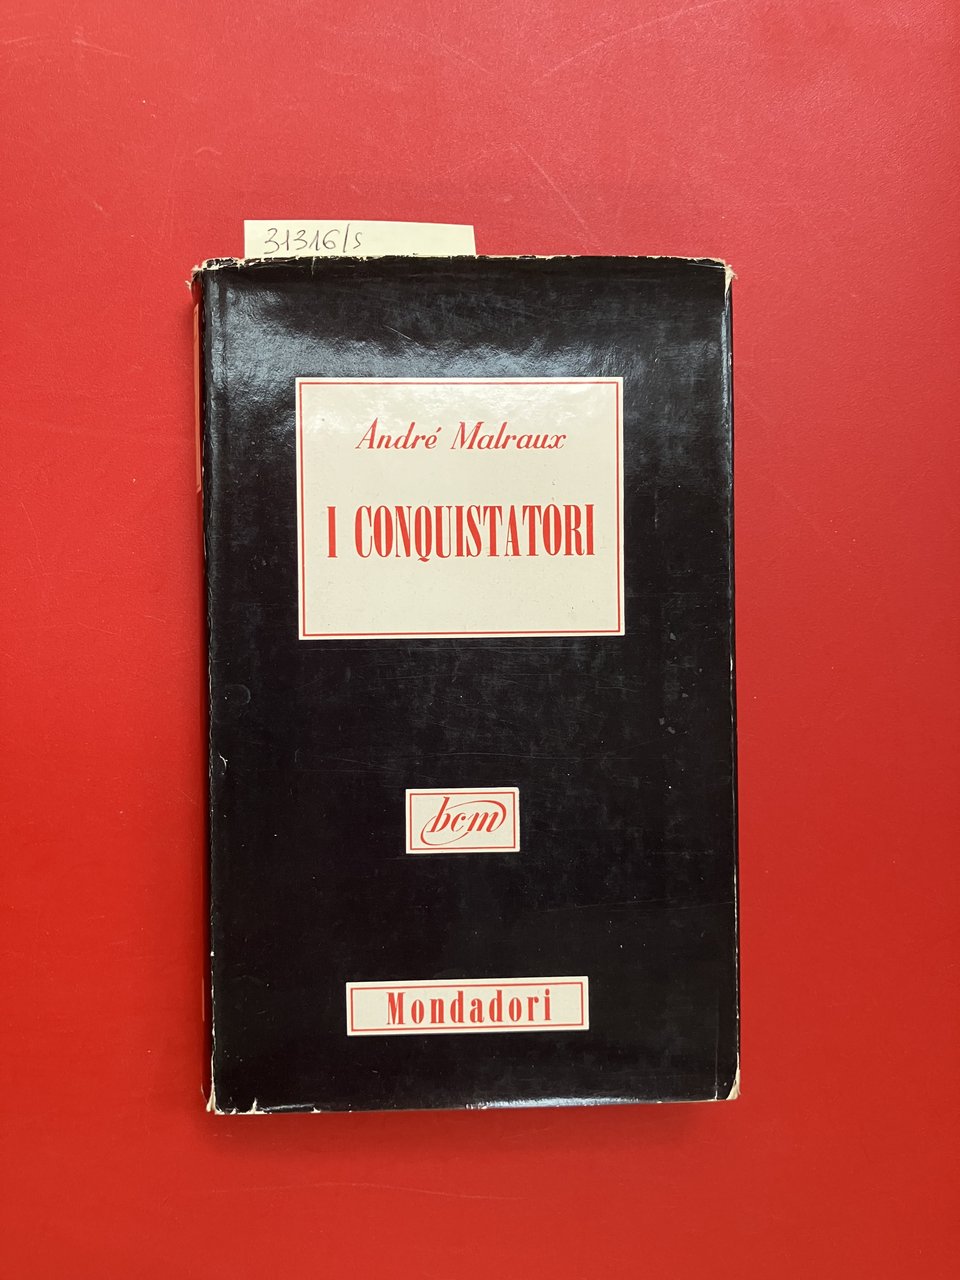 31316/s
André Malraux
I CONQUISTATORI
bcm
Mondadori